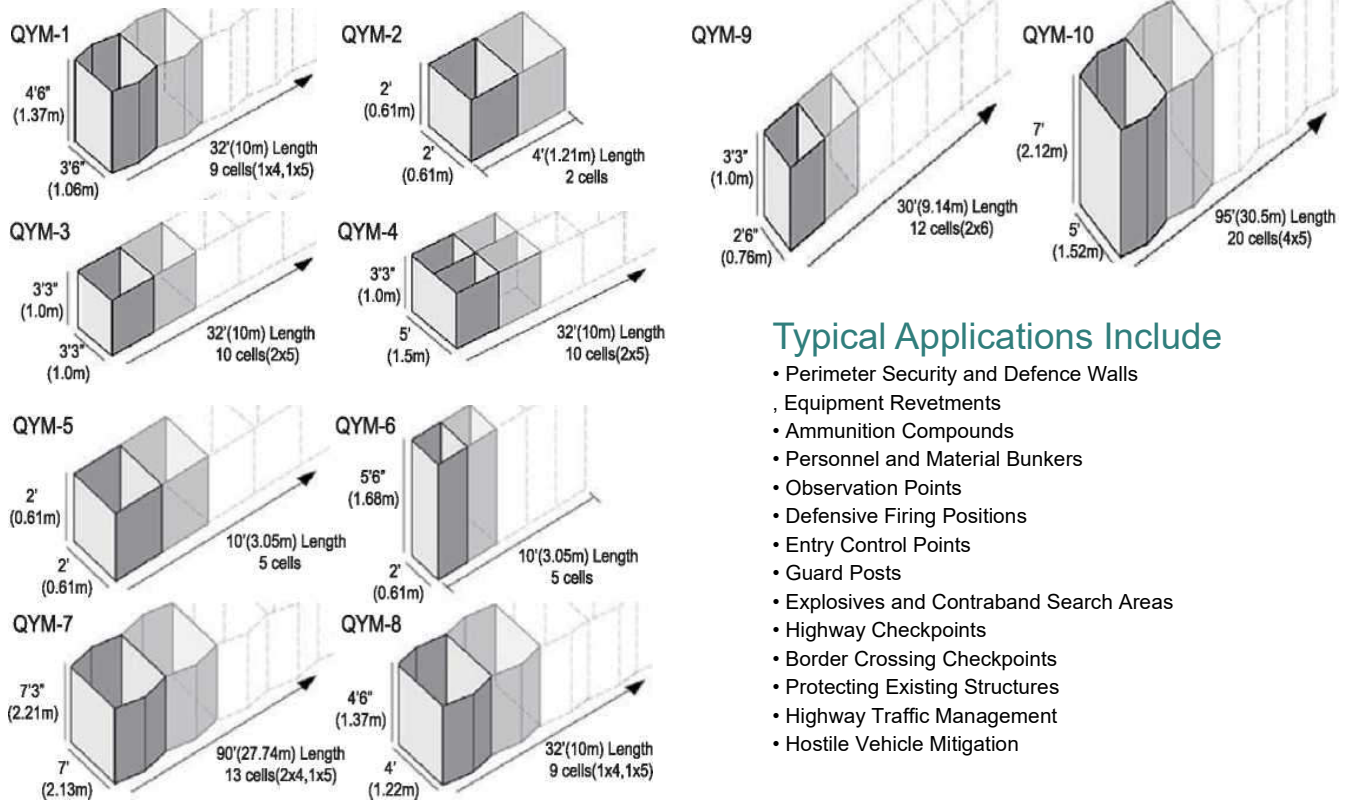 QYM-1
4'6"
(1.37m)
3'6"
(1.06m)
32'(10m) Length
9 cells(1x4,1x5)
QYM-2
2'
(0.61m)
2'
(0.61m)
4'(1.21m) Length
2 cells
QYM-3
3'3"
(1.0m)
3'3"
(1.0m)
32'(10m) Length
10 cells(2x5)
QYM-4
3'3"
(1.0m)
5'
(1.5m)
32'(10m) Length
10 cells(2x5)
QYM-5
2'
(0.61m)
2'
(0.61m)
10'(3.05m) Length
5 cells
QYM-6
5'6"
(1.68m)
2'
(0.61m)
10'(3.05m) Length
5 cells
QYM-7
7'3"
(2.21m)
7'
(2.13m)
90'(27.74m) Length
13 cells(2x4,1x5)
QYM-8
4'6"
(1.37m)
4'
(1.22m)
32'(10m) Length
9 cells(1x4,1x5)
QYM-9
3'3"
(1.0m)
2'6"
(0.76m)
30'(9.14m) Length
12 cells(2x6)
QYM-10
7'
(2.12m)
5'
(1.52m)
95'(30.5m) Length
20 cells(4x5)
Typical Applications Include
• Perimeter Security and Defence Walls
, Equipment Revetments
• Ammunition Compounds
• Personnel and Material Bunkers
• Observation Points
• Defensive Firing Positions
• Entry Control Points
• Guard Posts
• Explosives and Contraband Search Areas
• Highway Checkpoints
• Border Crossing Checkpoints
• Protecting Existing Structures
• Highway Traffic Management
• Hostile Vehicle Mitigation